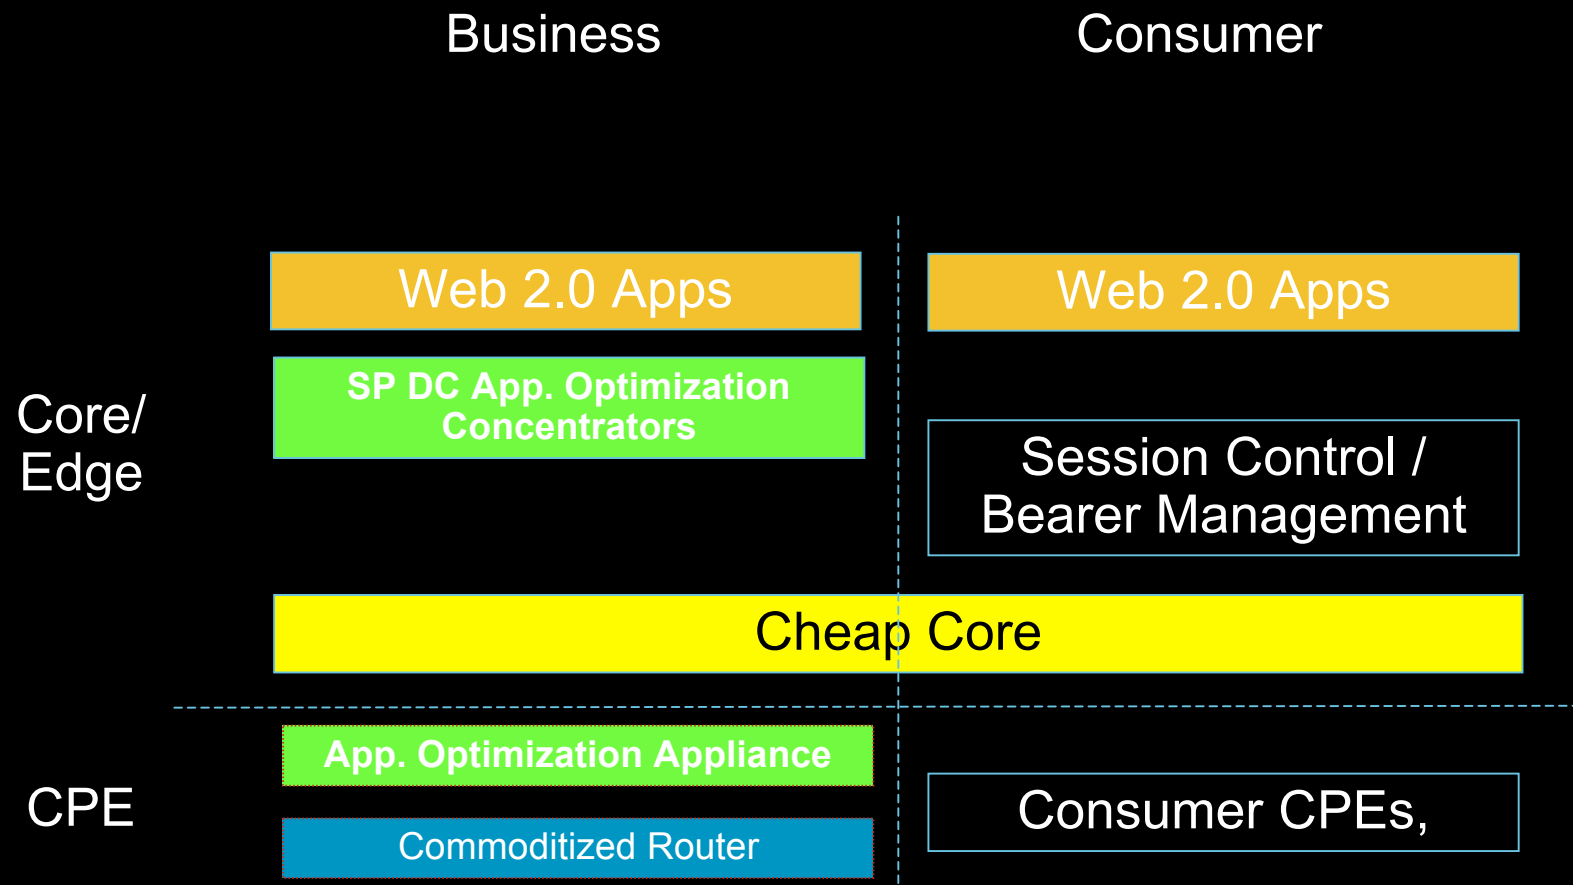 Business
Consumer
Web 2.0 Apps
Web 2.0 Apps
SP DC App. Optimization
Concentrators
Core/
Edge
Session Control /
Bearer Management
Cheap Core
App. Optimization Appliance
CPE
Consumer CPEs,
Commoditized Router